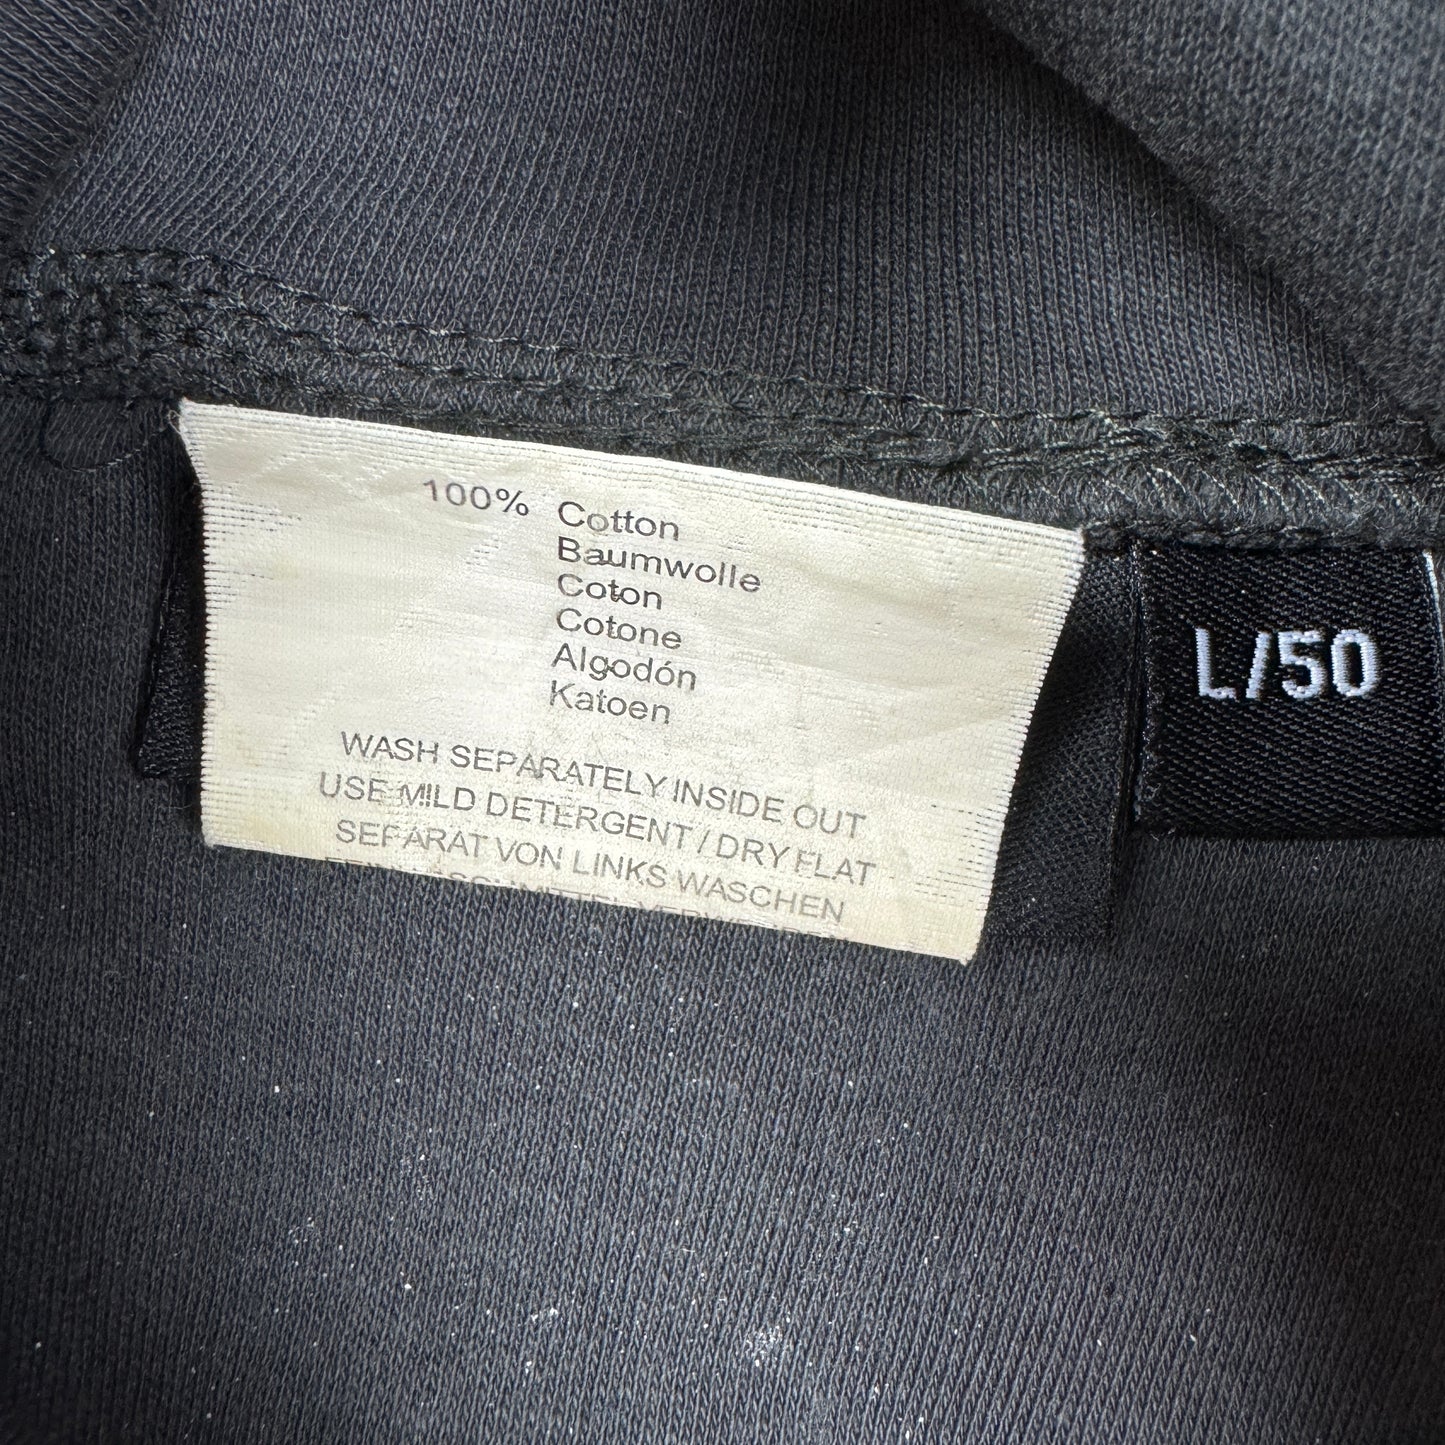 100% Cotton
Baumwolle
Coton
Cotone
Algodón
Katoen
WASH SEPARATELY INSIDE OUT
USE MILD DETERGENT / DRY FLAT
SEPARAT VON LINKS WASCHEN
L/50